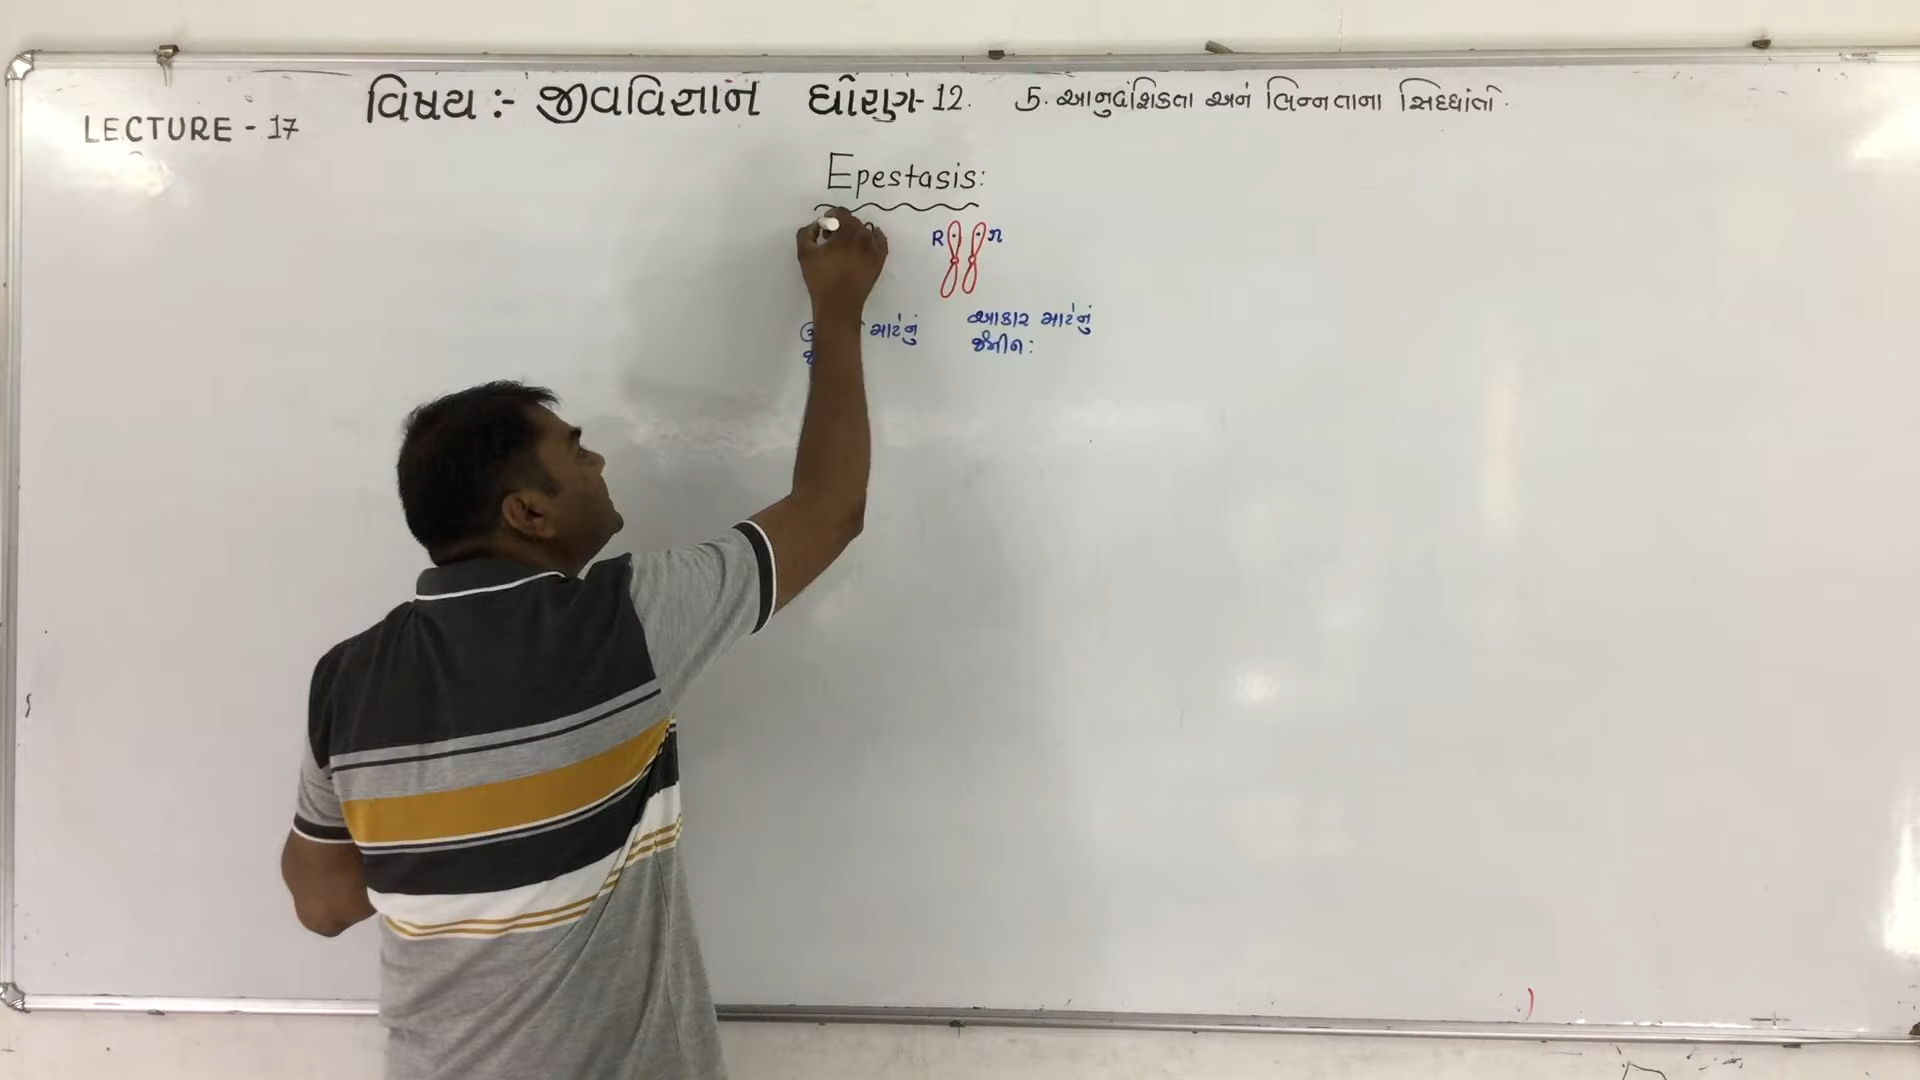 વિષય :- જીવવિજ્ઞાન ધોરણ-12. 5. આનુવંશિકતા અને ભિન્નતાના સિદ્ધાંતો.
LECTURE - 17
Epestasis:
R r
માટેનું
આકાર માટેનું
જનીન :